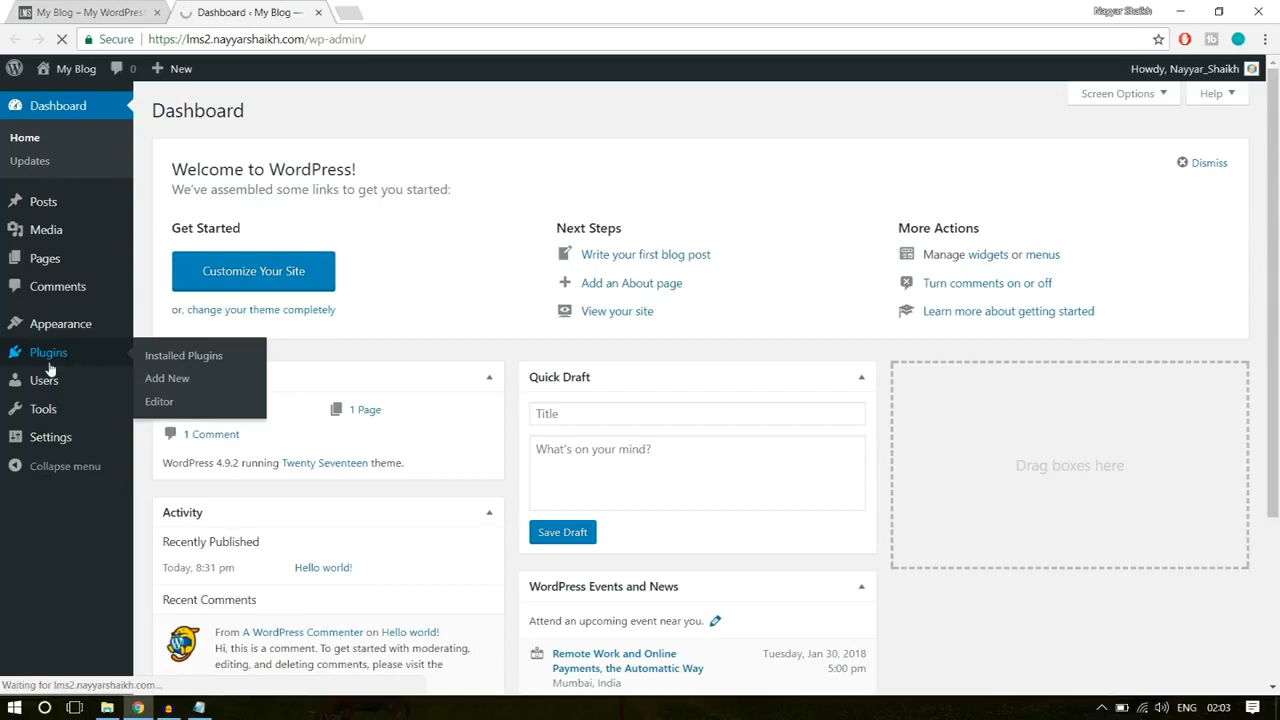 My Blog – My WordPress
Dashboard ‹ My Blog —
Nayyar Shaikh
Secure
https://lms2.nayyarshaikh.com/wp-admin/
My Blog
0
New
Howdy, Nayyar_Shaikh
Dashboard
Home
Updates
Posts
Media
Pages
Comments
Appearance
Plugins
Users
Tools
Settings
Collapse menu
Installed Plugins
Add New
Editor
Screen Options
Help
Dashboard
Welcome to WordPress!
We've assembled some links to get you started:
Dismiss
Get Started
Customize Your Site
or, change your theme completely
Next Steps
Write your first blog post
Add an About page
View your site
More Actions
Manage widgets or menus
Turn comments on or off
Learn more about getting started
1 Page
1 Comment
WordPress 4.9.2 running Twenty Seventeen theme.
Activity
Recently Published
Today, 8:31 pm
Hello world!
Recent Comments
From A WordPress Commenter on Hello world!
Hi, this is a comment. To get started with moderating,
editing, and deleting comments, please visit the
Quick Draft
Title
What's on your mind?
Save Draft
WordPress Events and News
Attend an upcoming event near you.
Remote Work and Online
Payments, the Automattic Way
Mumbai, India
Tuesday, Jan 30, 2018
5:00 pm
Drag boxes here
Waiting for lms2.nayyarshaikh.com...
ENG
02:03